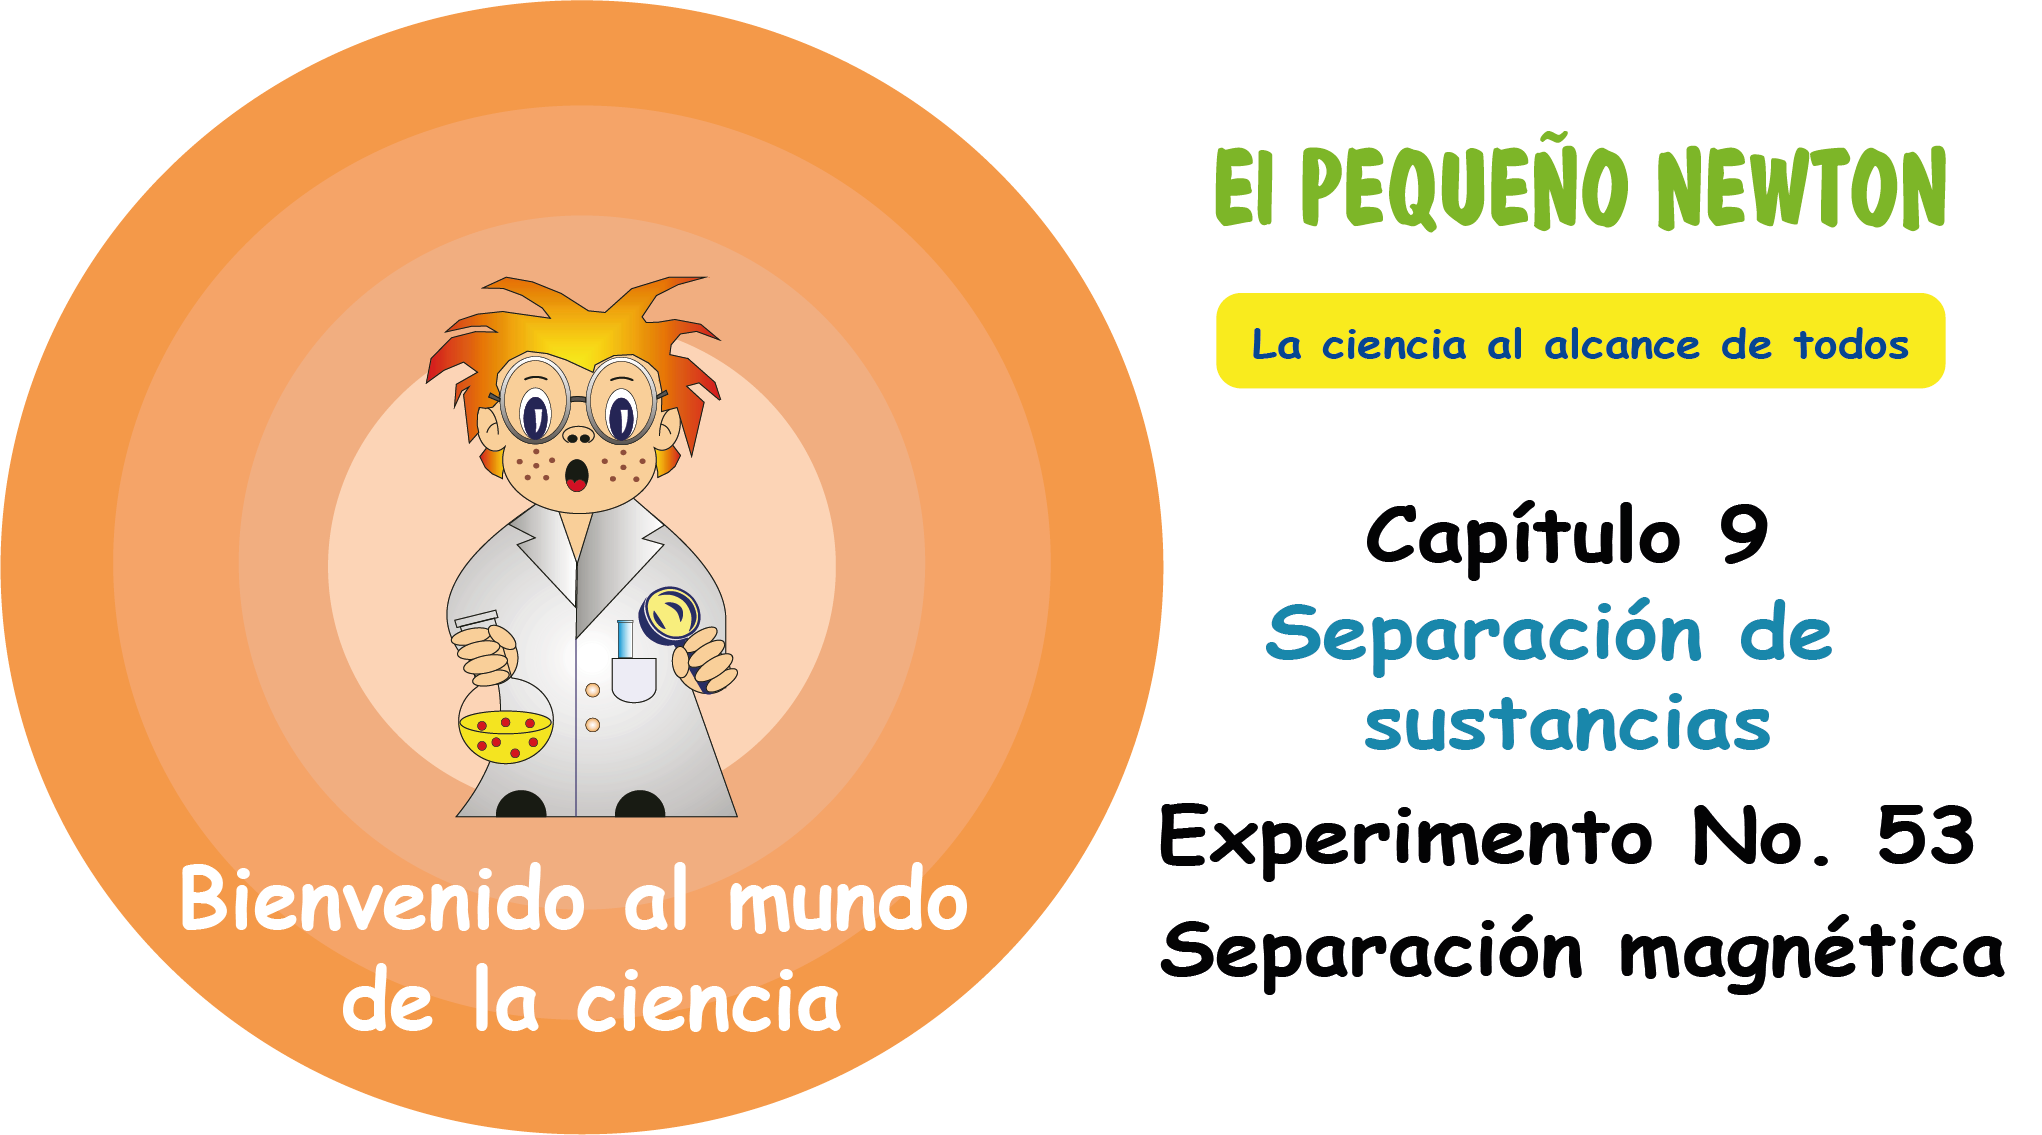 El PEQUEÑO NEWTON
La ciencia al alcance de todos
Capítulo 9
Separación de
sustancias
Experimento No. 53
Separación magnética
Bienvenido al mundo
de la ciencia